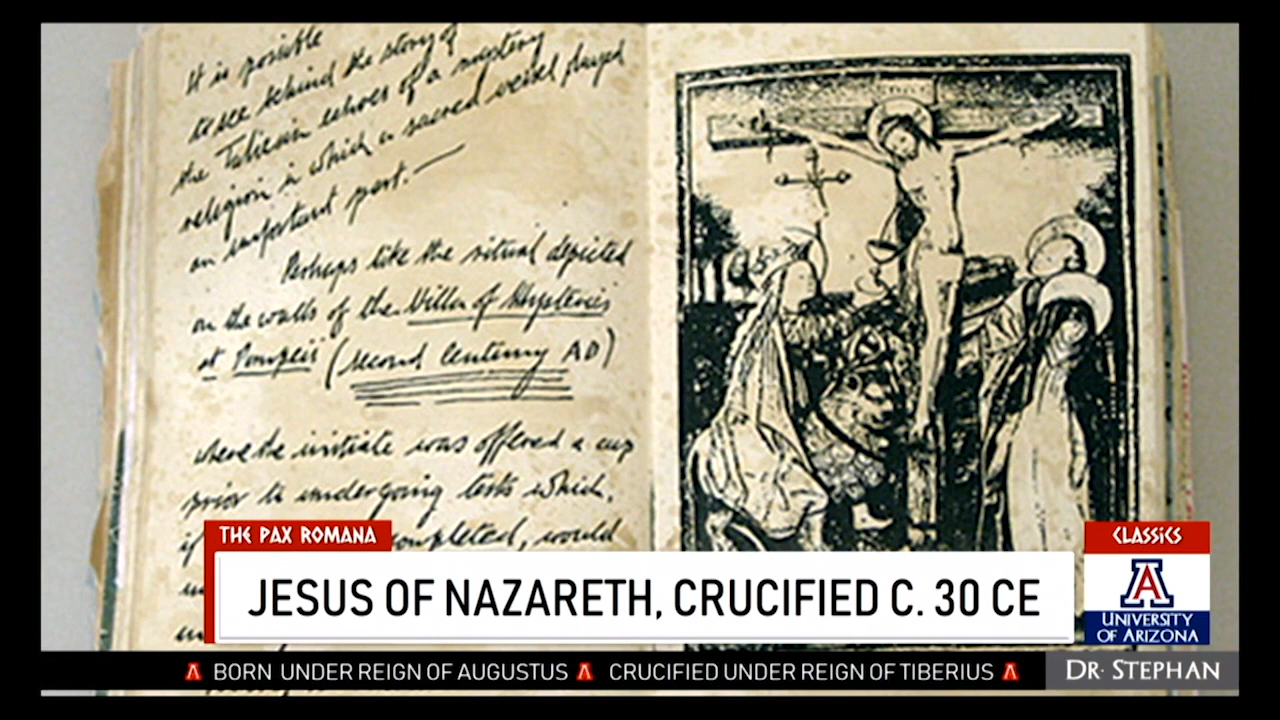 It is possible
to see behind the story of
the Tiberian echoes of a mystery
religion in which a sacred vessel played
an important part.—
Perhaps like the ritual depicted
on the walls of the Villa of Mysteries
at Pompeii (second Century AD)
where the initiate was offered a cup
prior to undergoing tests which,
completed, would
THE PAX ROMANA
JESUS OF NAZARETH, CRUCIFIED C. 30 CE
CLASSICS
A
UNIVERSITY
OF ARIZONA
BORN UNDER REIGN OF AUGUSTUS CRUCIFIED UNDER REIGN OF TIBERIUS
DR. STEPHAN